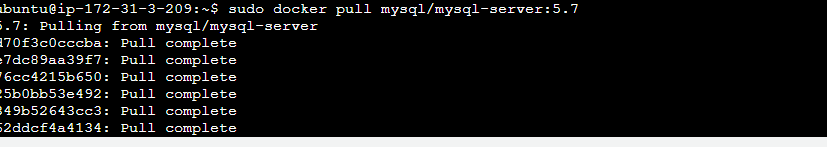 ubuntu@ip-172-31-3-209:~$ sudo docker pull mysql/mysql-server:5.7
5.7: Pulling from mysql/mysql-server
d70f3c0cccba: Pull complete
e7dc89aa39f7: Pull complete
76cc4215b650: Pull complete
25b0bb53e492: Pull complete
349b52643cc3: Pull complete
52ddcf4a4134: Pull complete